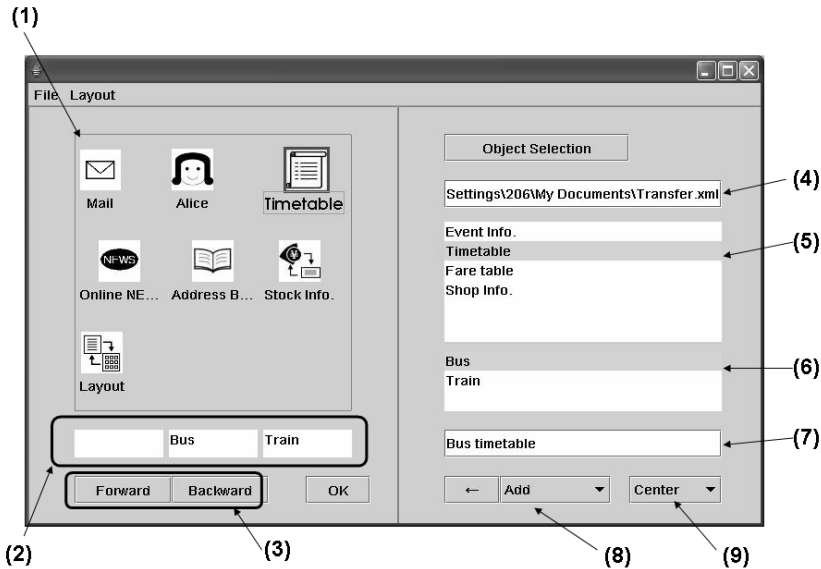 (1)
File Layout
Object Selection
Settings\206\My Documents\Transfer.xml
(4)
Mail Alice Timetable
Event Info.
(5)
Timetable
Fare table
Shop Info.
NEWS
Online NE... Address B... Stock Info.
Bus
(6)
Train
Layout
Bus Train
Bus timetable
(7)
Forward Backward OK
← Add Center
(2)
(3)
(8)
(9)